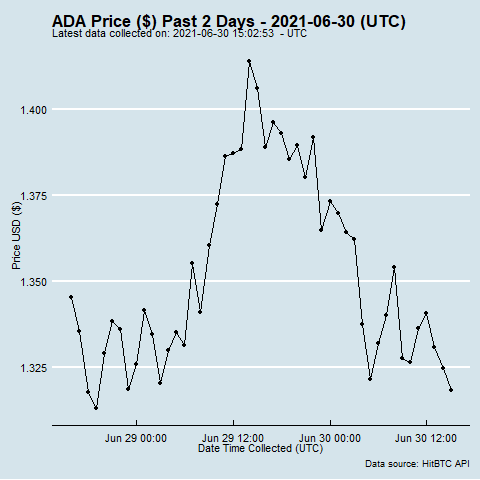 ADA Price ($) Past 2 Days - 2021-06-30 (UTC)
Latest data collected on: 2021-06-30 15:02:53  - UTC
Price USD ($)
1.400
1.375
1.350
1.325
Jun 29 00:00
Jun 29 12:00
Jun 30 00:00
Jun 30 12:00
Date Time Collected (UTC)
Data source: HitBTC API